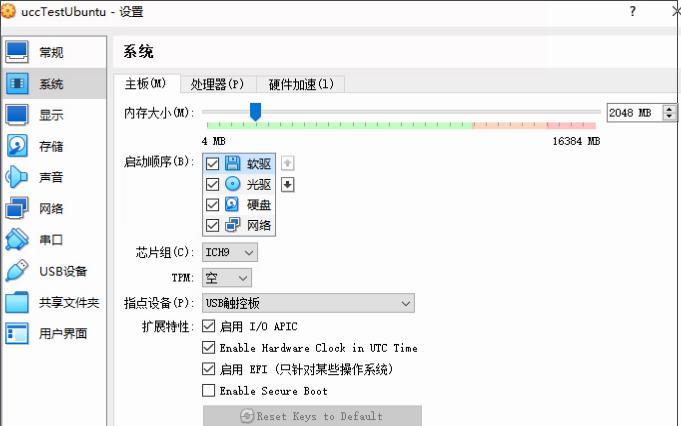 uccTestUbuntu - 设置
?
常规
系统
显示
存储
声音
网络
串口
USB设备
共享文件夹
用户界面
系统
主板(M) 处理器(P) 硬件加速(l)
内存大小(M): 2048 MB
4 MB 16384 MB
启动顺序(B): 软驱
光驱
硬盘
网络
芯片组(C): ICH9
TPM: 空
指点设备(P): USB触控板
扩展特性: 启用 I/O APIC
Enable Hardware Clock in UTC Time
启用 EFI (只针对某些操作系统)
Enable Secure Boot
Reset Keys to Default